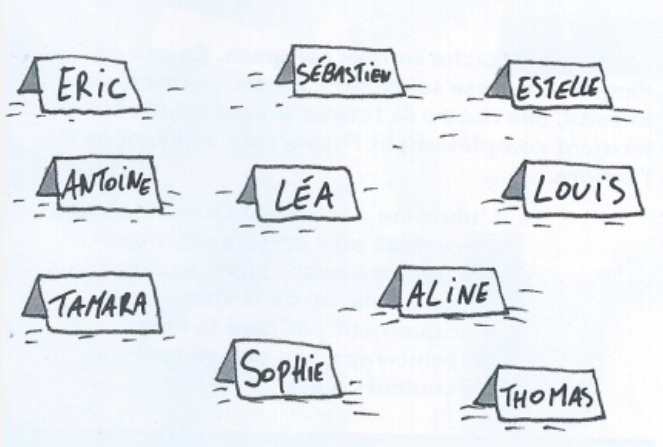 ERiC
SÉBASTiEN
ESTELLE
ANTOiNE
LÉA
LOUiS
TAMARA
ALiNE
SOPHiE
THOMAS